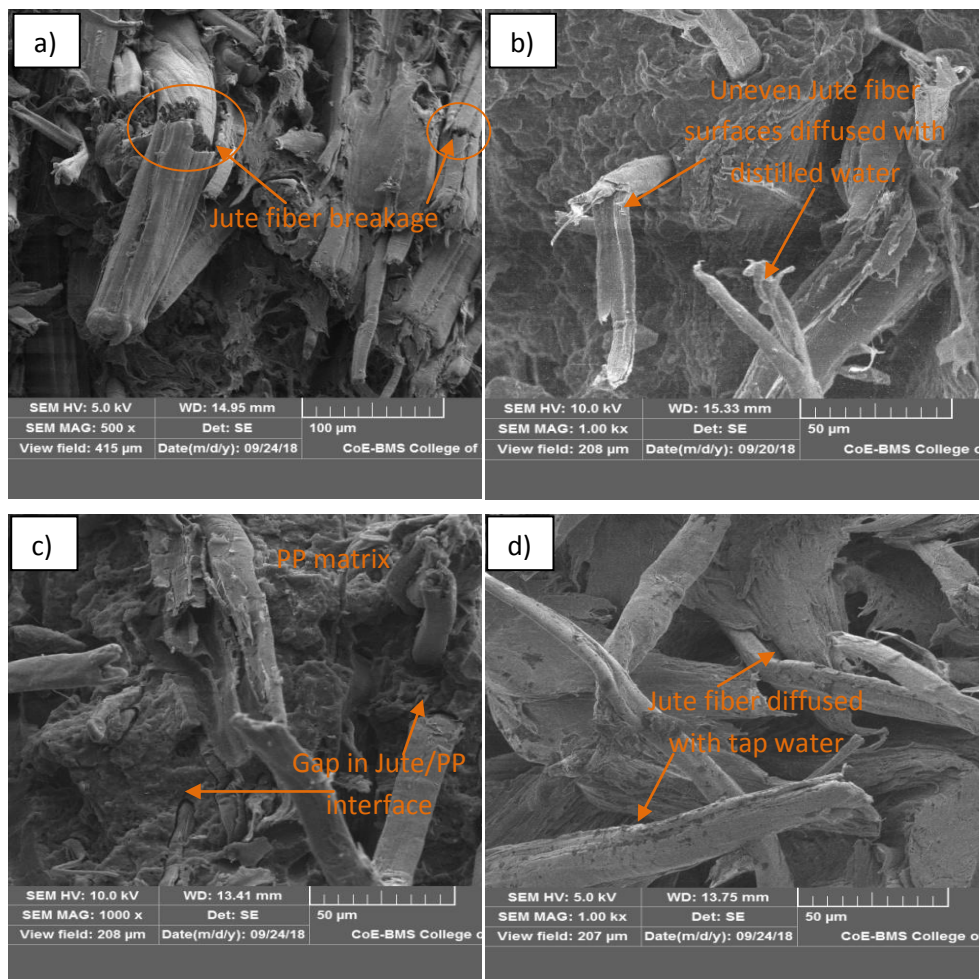 a)
Jute fiber breakage
SEM HV: 5.0 kV WD: 14.95 mm
SEM MAG: 500 x Det: SE 100 µm
View field: 415 µm Date(m/d/y): 09/24/18 CoE-BMS College of
b)
Uneven Jute fiber
surfaces diffused with
distilled water
SEM HV: 10.0 kV WD: 15.33 mm
SEM MAG: 1.00 kx Det: SE 50 µm
View field: 208 µm Date(m/d/y): 09/20/18 CoE-BMS College o
c)
PP matrix
Gap in Jute/PP
interface
SEM HV: 10.0 kV WD: 13.41 mm
SEM MAG: 1000 x Det: SE 50 µm
View field: 208 µm Date(m/d/y): 09/24/18 CoE-BMS College o
d)
Jute fiber diffused
with tap water
SEM HV: 5.0 kV WD: 13.75 mm
SEM MAG: 1.00 kx Det: SE 50 µm
View field: 207 µm Date(m/d/y): 09/24/18 CoE-BMS College o